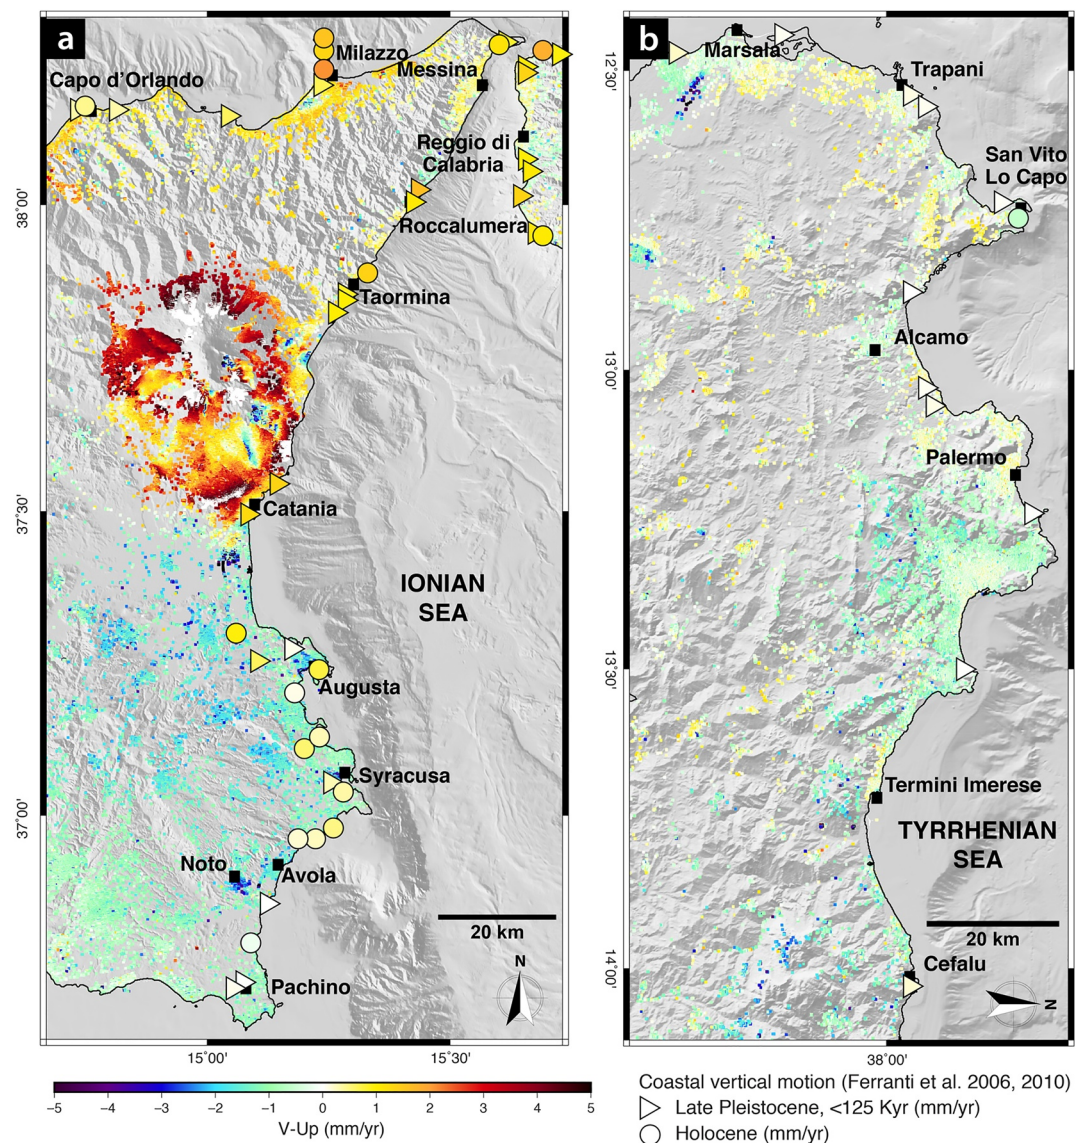 a
Capo d'Orlando
Milazzo
Messina
Reggio di
Calabria
Roccalumera
Taormina
Catania
IONIAN
SEA
Augusta
Syracusa
Noto
Avola
Pachino
20 km
N
38°00'
37°30'
37°00'
15°00'
15°30'
b
Marsala
Trapani
San Vito
Lo Capo
Alcamo
Palermo
Termini Imerese
TYRRHENIAN
SEA
20 km
Cefalu
N
12°30'
13°00'
13°30'
14°00'
38°00'
−5 −4 −3 −2 −1 0 1 2 3 4 5
V-Up (mm/yr)
Coastal vertical motion (Ferranti et al. 2006, 2010)
Late Pleistocene, <125 Kyr (mm/yr)
Holocene (mm/yr)